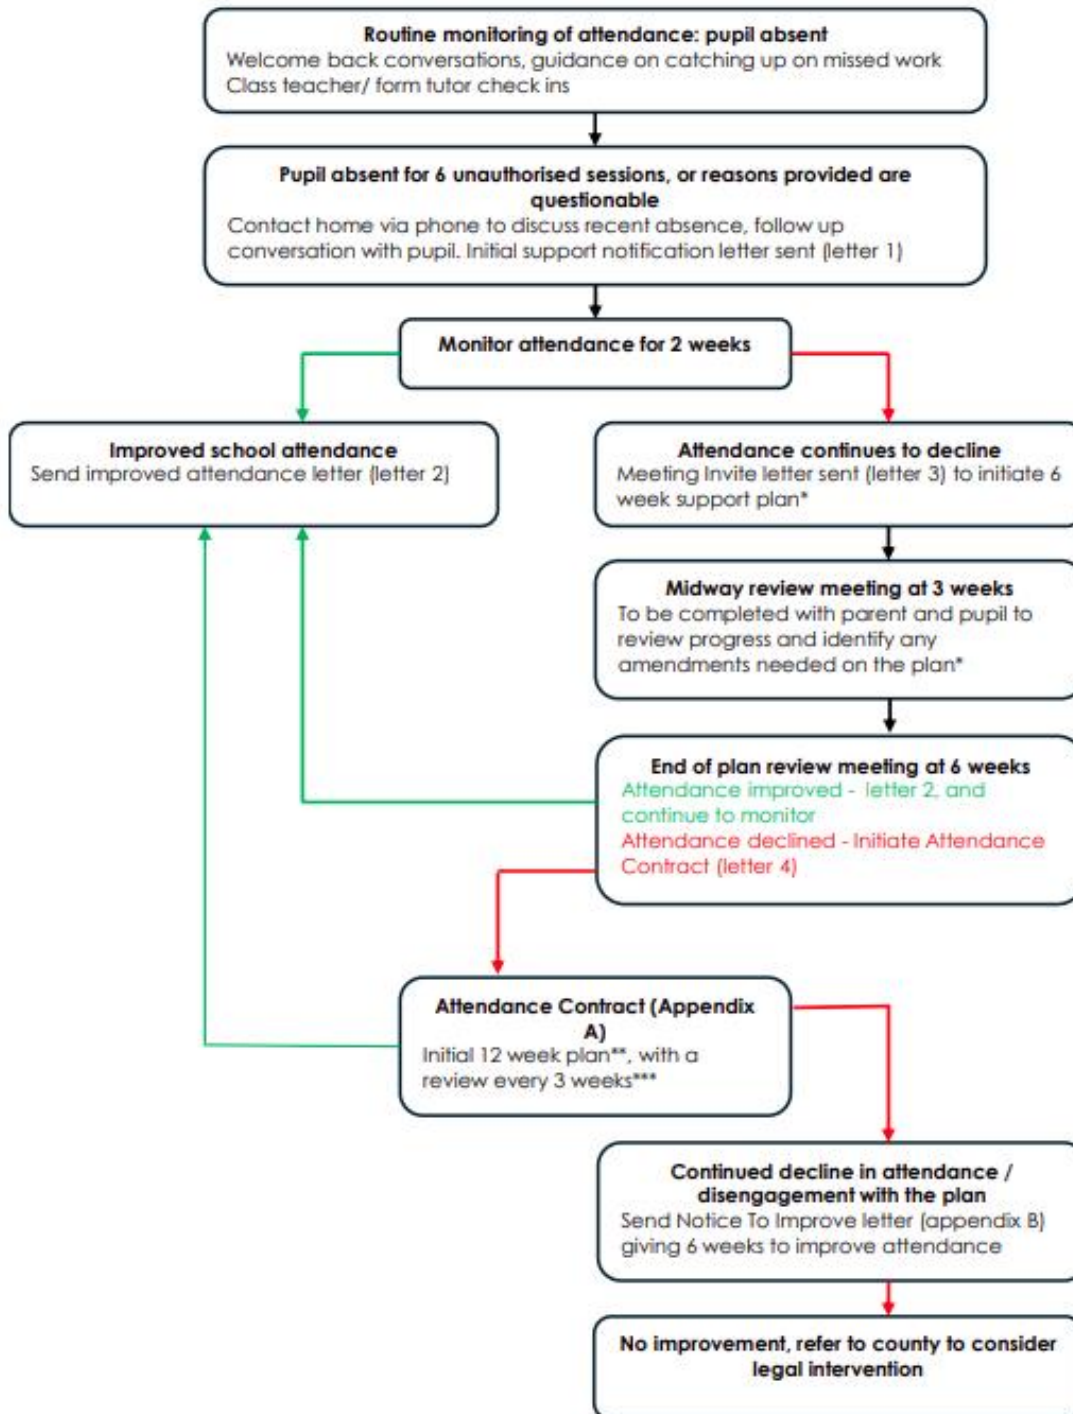 Routine monitoring of attendance: pupil absent
Welcome back conversations, guidance on catching up on missed work
Class teacher/ form tutor check ins
Pupil absent for 6 unauthorised sessions, or reasons provided are
questionable
Contact home via phone to discuss recent absence, follow up
conversation with pupil. Initial support notification letter sent (letter 1)
Monitor attendance for 2 weeks
Improved school attendance
Send improved attendance letter (letter 2)
Attendance continues to decline
Meeting Invite letter sent (letter 3) to initiate 6
week support plan*
Midway review meeting at 3 weeks
To be completed with parent and pupil to
review progress and identify any
amendments needed on the plan*
End of plan review meeting at 6 weeks
Attendance improved - letter 2, and
continue to monitor
Attendance declined - Initiate Attendance
Contract (letter 4)
Attendance Contract (Appendix
A)
Initial 12 week plan**, with a
review every 3 weeks***
Continued decline in attendance /
disengagement with the plan
Send Notice To Improve letter (appendix B)
giving 6 weeks to improve attendance
No improvement, refer to county to consider
legal intervention